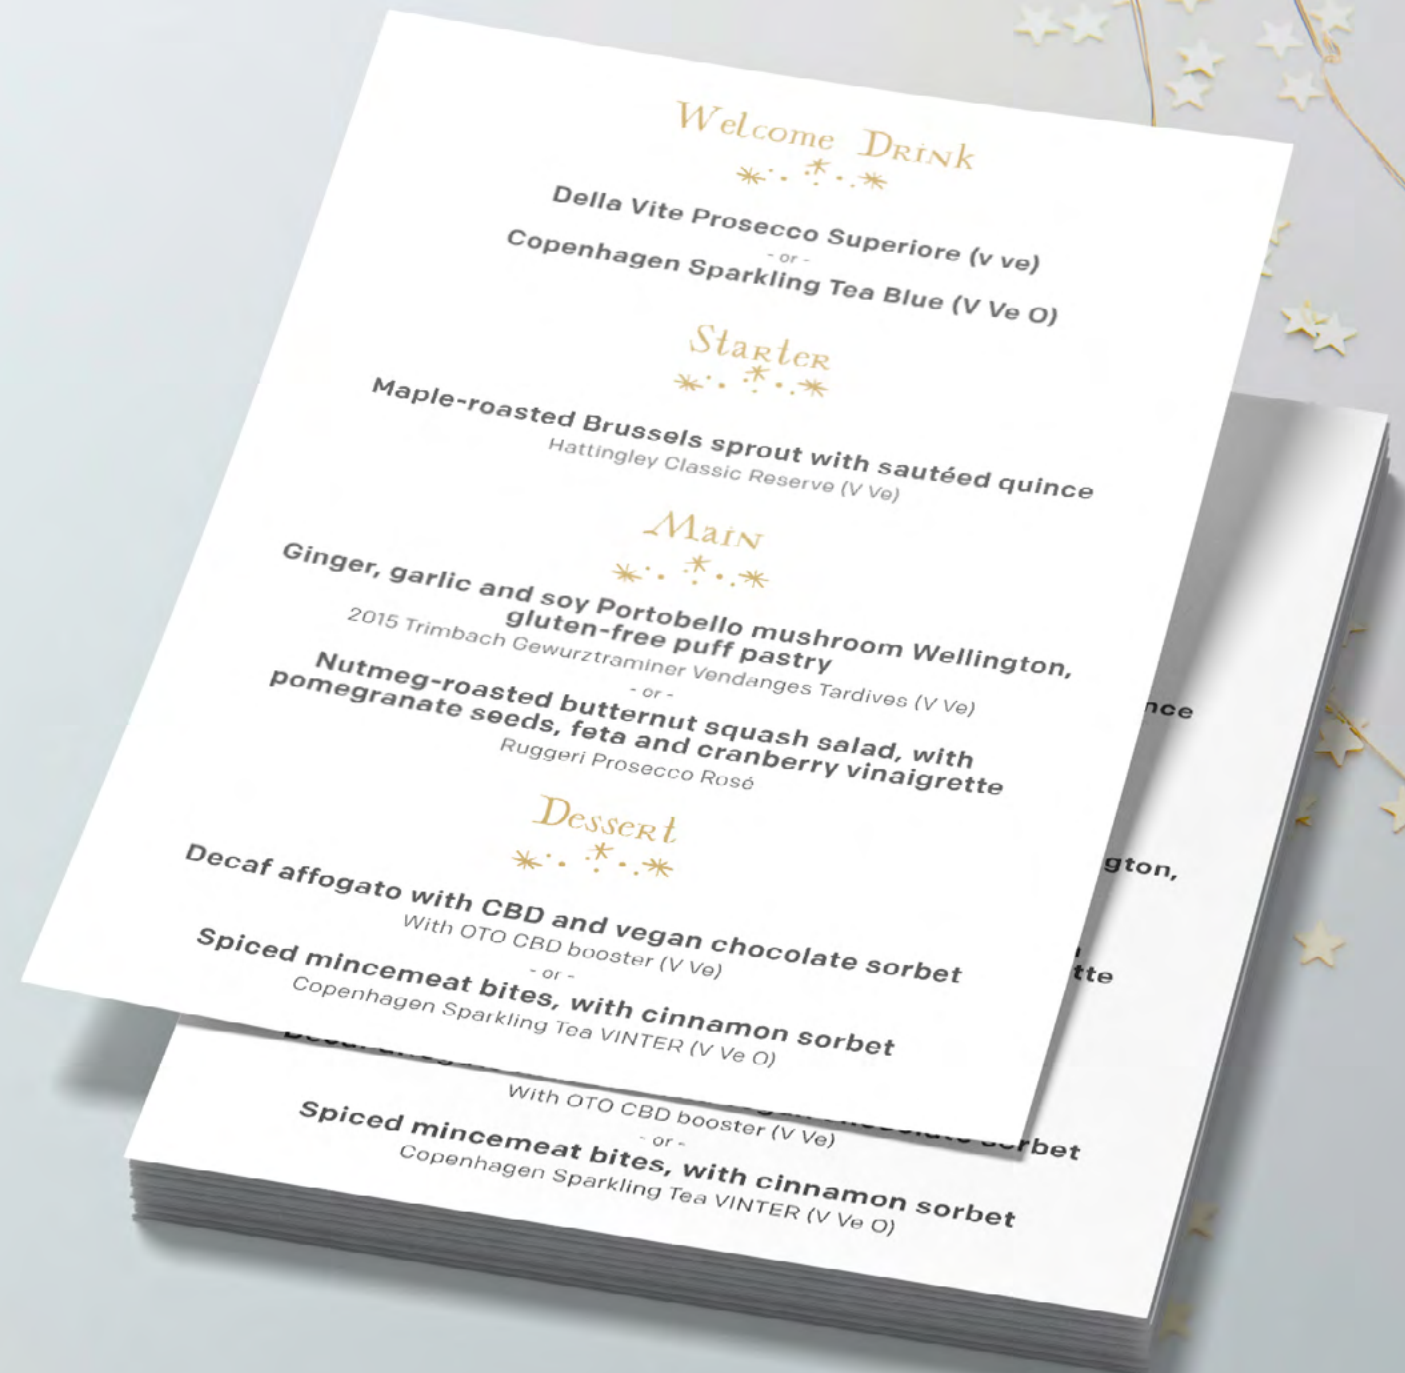 Welcome Drink
Della Vite Prosecco Superiore (v ve)
- or -
Copenhagen Sparkling Tea Blue (V Ve O)
Starter
Maple-roasted Brussels sprout with sautéed quince
Hattingley Classic Reserve (V Ve)
Main
Ginger, garlic and soy Portobello mushroom Wellington,
gluten-free puff pastry
2015 Trimbach Gewurztraminer Vendanges Tardives (V Ve)
- or -
Nutmeg-roasted butternut squash salad, with
pomegranate seeds, feta and cranberry vinaigrette
Ruggeri Prosecco Rosé
Dessert
Decaf affogato with CBD and vegan chocolate sorbet
With OTO CBD booster (V Ve)
- or -
Spiced mincemeat bites, with cinnamon sorbet
Copenhagen Sparkling Tea VINTER (V Ve O)
nce
gton,
tte
rbet
With OTO CBD booster (V Ve)
- or -
Spiced mincemeat bites, with cinnamon sorbet
Copenhagen Sparkling Tea VINTER (V Ve O)